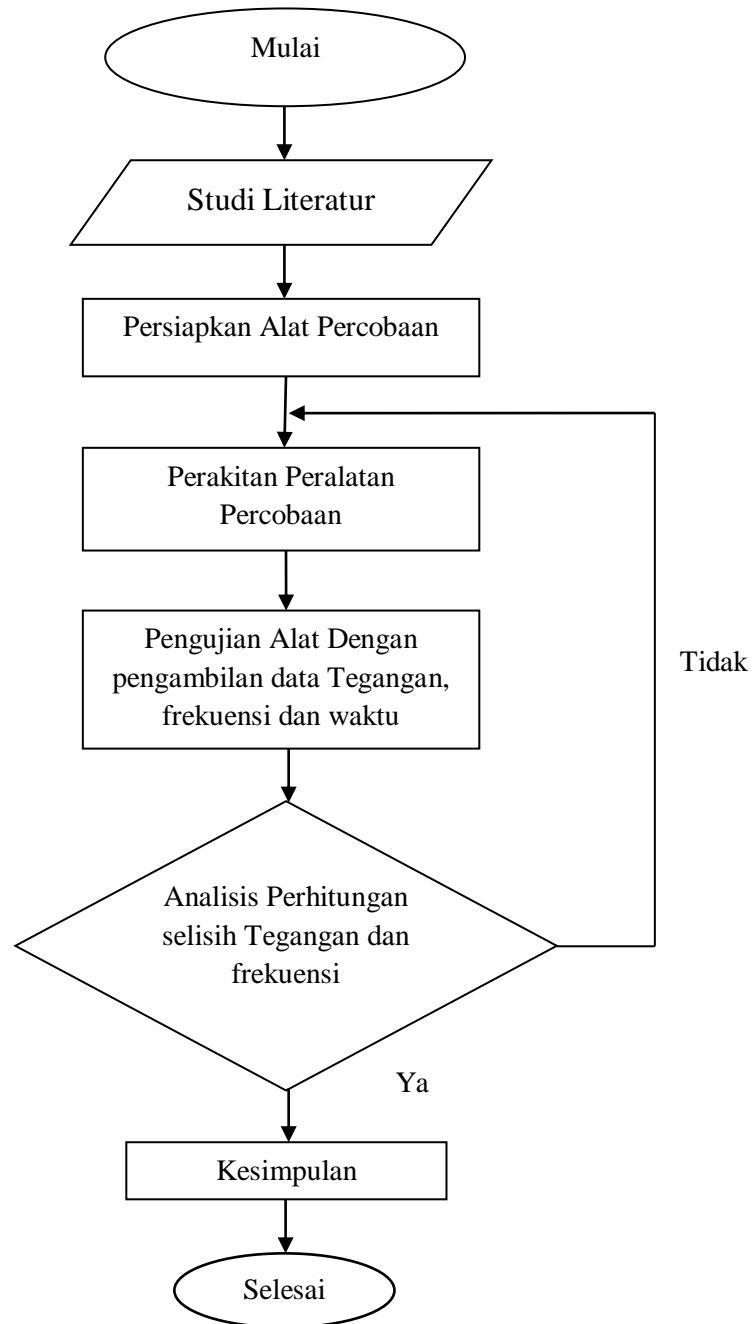 Mulai
Studi Literatur
Persiapkan Alat Percobaan
Perakitan Peralatan
Percobaan
Pengujian Alat Dengan
pengambilan data Tegangan,
frekuensi dan waktu
Tidak
Analisis Perhitungan
selisih Tegangan dan
frekuensi
Ya
Kesimpulan
Selesai